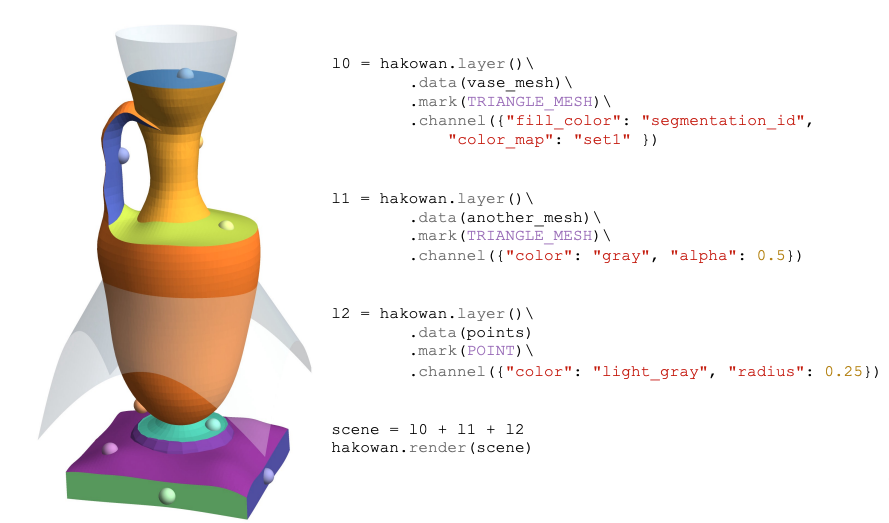 l0 = hakowan.layer()\
.data(vase_mesh)\
.mark(TRIANGLE_MESH)\
.channel({"fill_color": "segmentation_id",
"color_map": "set1" })
l1 = hakowan.layer()\
.data(another_mesh)\
.mark(TRIANGLE_MESH)\
.channel({"color": "gray", "alpha": 0.5})
l2 = hakowan.layer()\
.data(points)
.mark(POINT)\
.channel({"color": "light_gray", "radius": 0.25})
scene = l0 + l1 + l2
hakowan.render(scene)